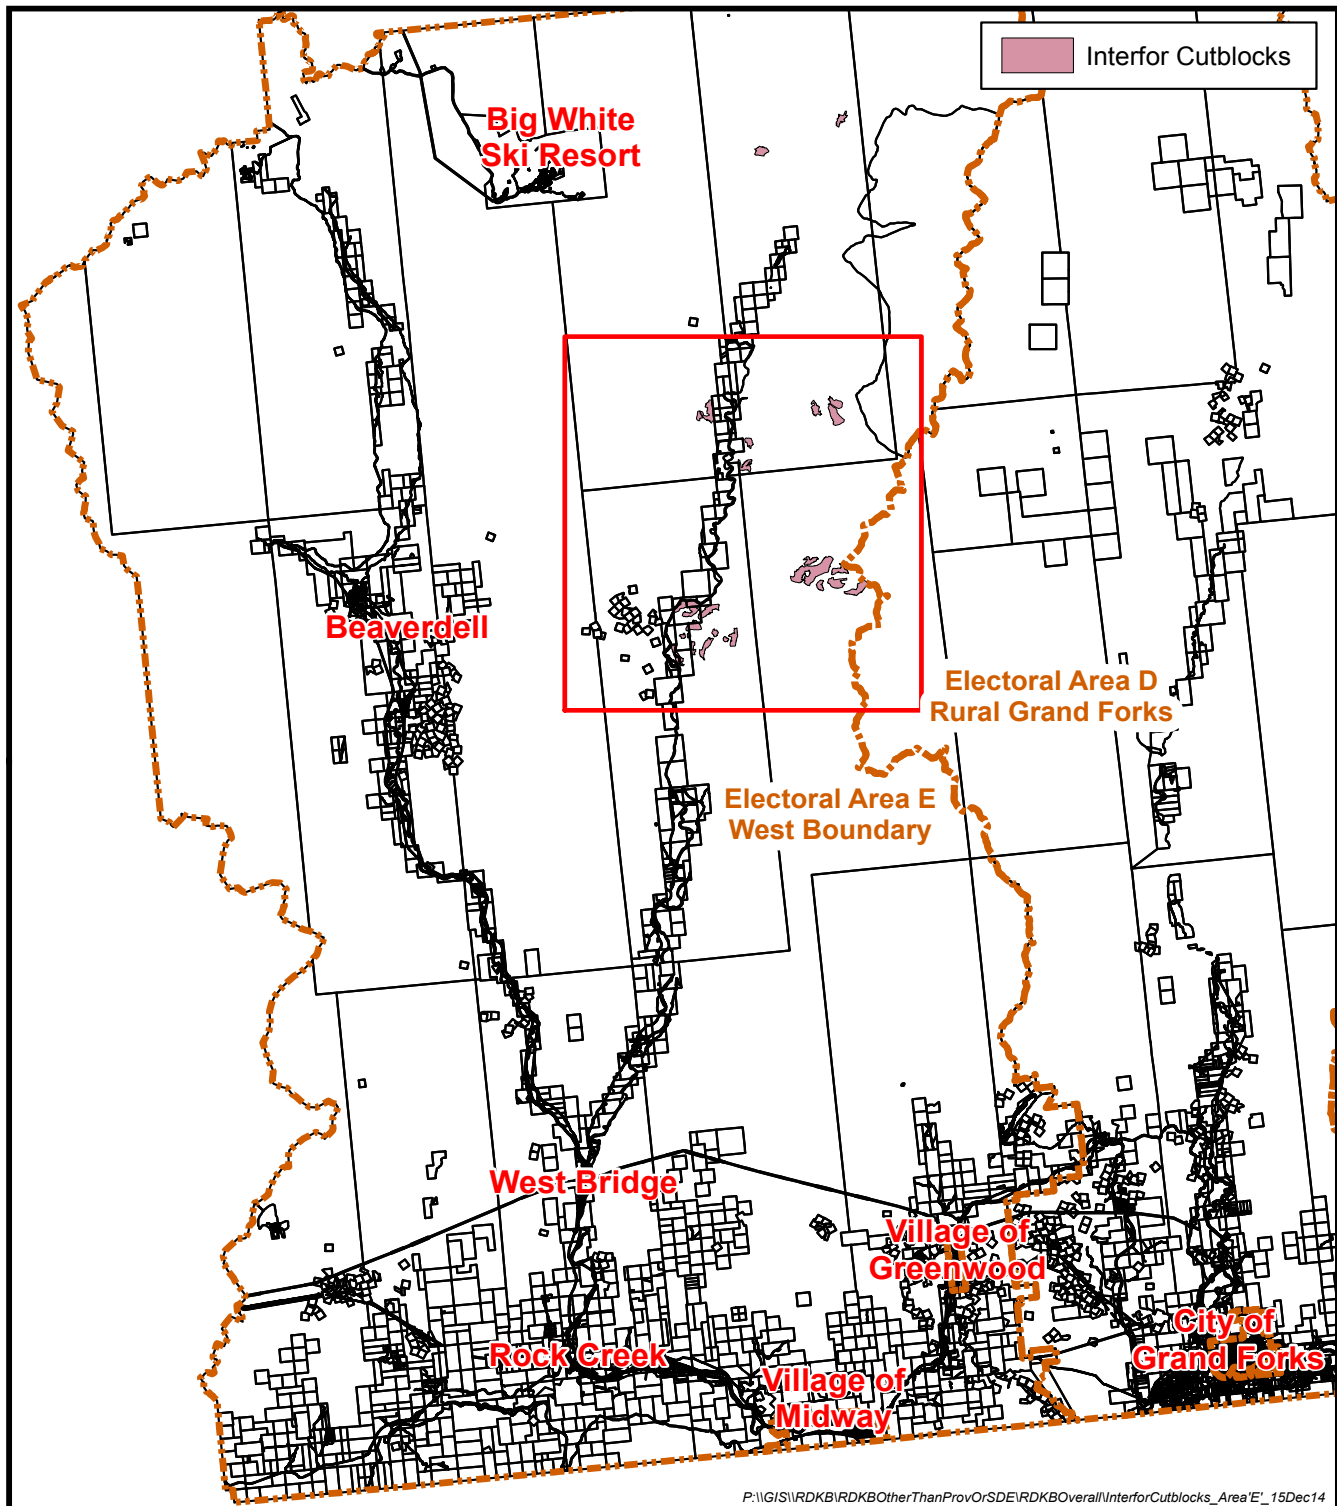 Interfor Cutblocks
Big White
Ski Resort
Beaverdell
Electoral Area D
Rural Grand Forks
Electoral Area E
West Boundary
West Bridge
Village of
Greenwood
City of
Grand Forks
Rock Creek
Village of
Midway
P:\\GIS\\RDKB\RDKBOtherThanProvOrSDE\RDKBOverall\InterforCutblocks_Area'E'_15Dec14